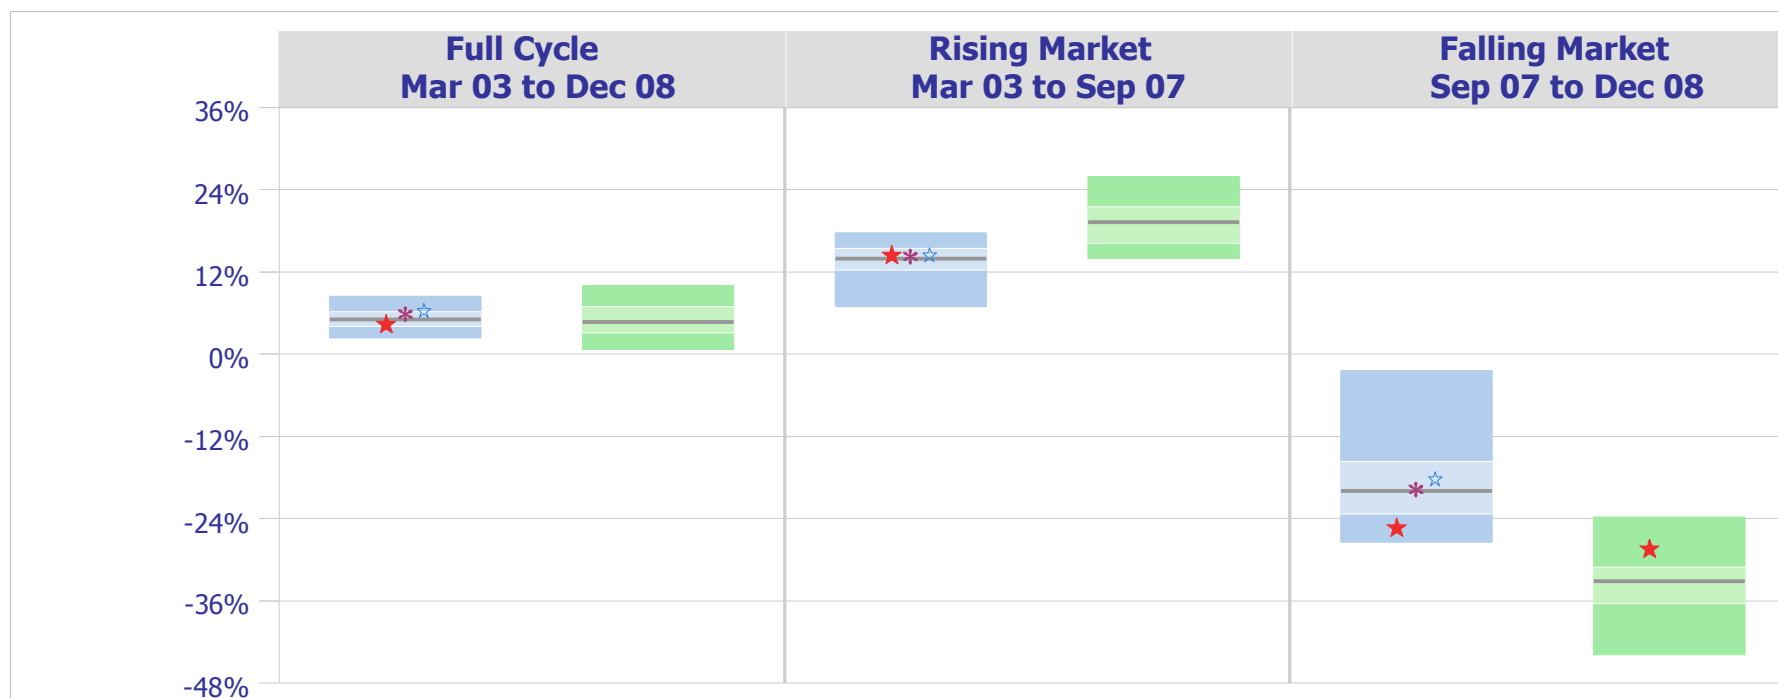 Full Cycle
Mar 03 to Dec 08
Rising Market
Mar 03 to Sep 07
Falling Market
Sep 07 to Dec 08
36%
24%
12%
0%
-12%
-24%
-36%
-48%